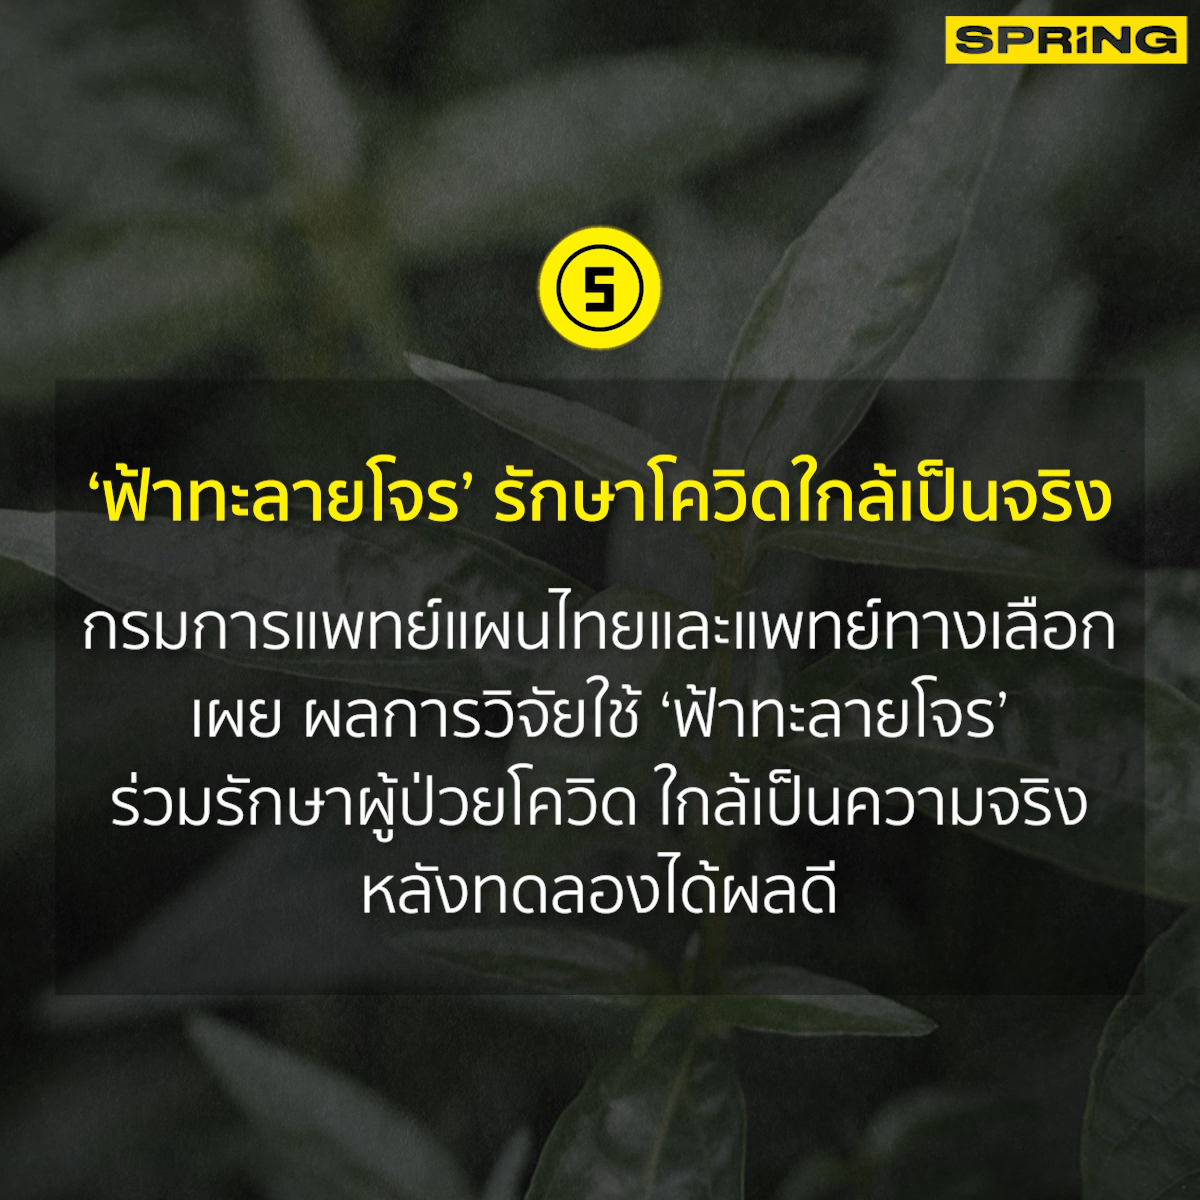 SPRiNG
5
‘ฟ้าทะลายโจร’ รักษาโควิดใกล้เป็นจริง
กรมการแพทย์แผนไทยและแพทย์ทางเลือก
เผย ผลการวิจัยใช้ ‘ฟ้าทะลายโจร’
ร่วมรักษาผู้ป่วยโควิด ใกล้เป็นความจริง
หลังทดลองได้ผลดี